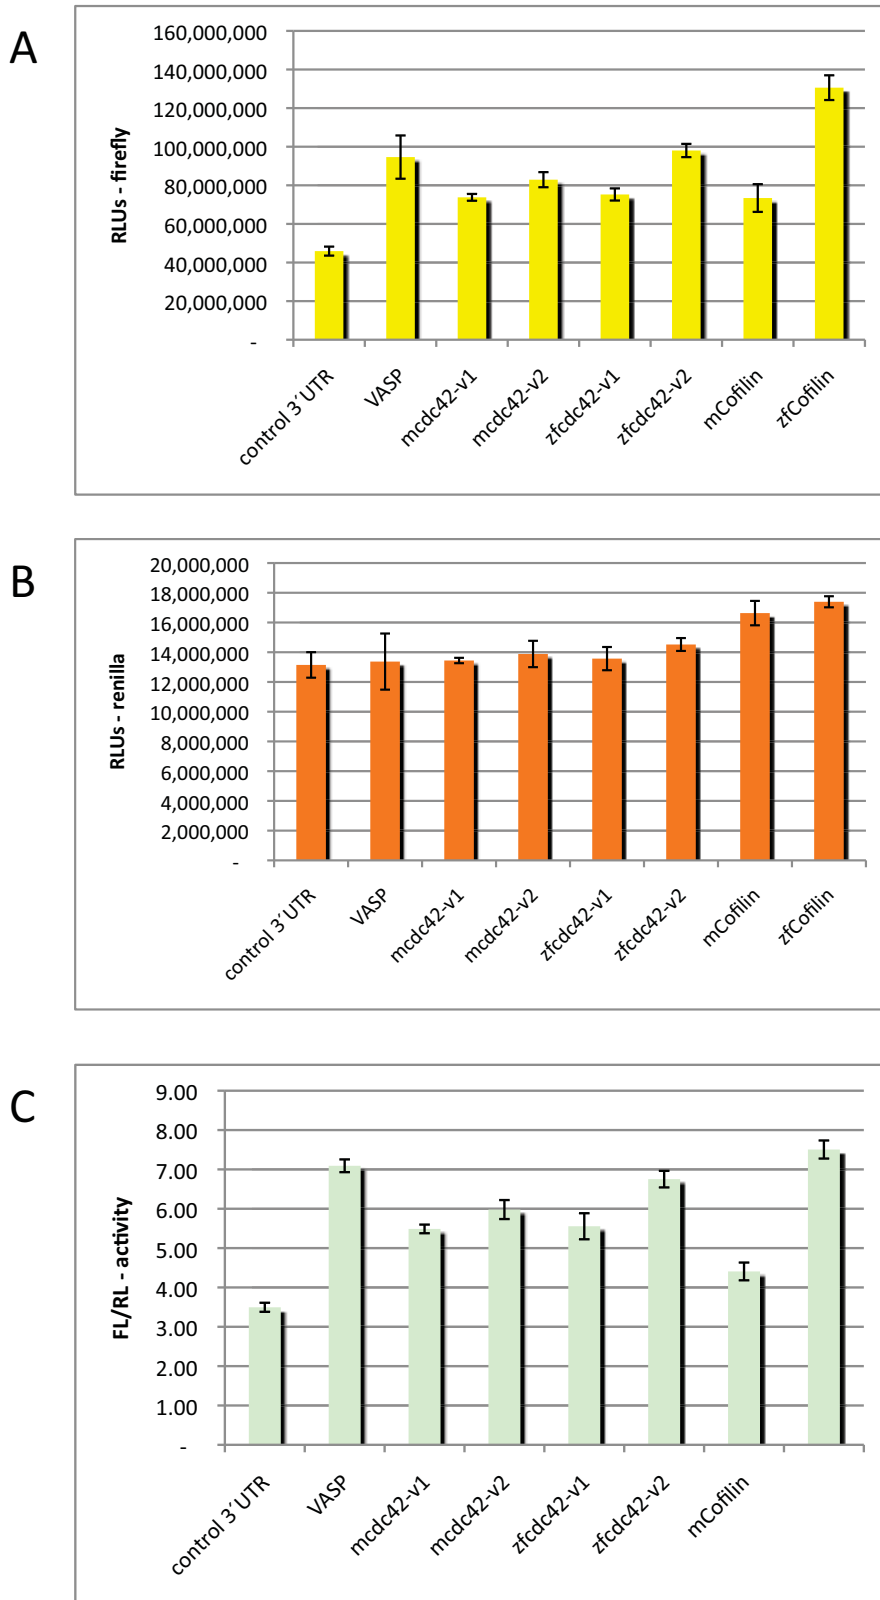 A
RLUs - firefly
160,000,000
140,000,000
120,000,000
100,000,000
80,000,000
60,000,000
40,000,000
20,000,000
-
control 3´UTR
VASP
mcdc42-v1
mcdc42-v2
zfcdc42-v1
zfcdc42-v2
mCofilin
zfCofilin
B
RLUs - renilla
20,000,000
18,000,000
16,000,000
14,000,000
12,000,000
10,000,000
8,000,000
6,000,000
4,000,000
2,000,000
-
control 3´UTR
VASP
mcdc42-v1
mcdc42-v2
zfcdc42-v1
zfcdc42-v2
mCofilin
zfCofilin
C
FL/RL - activity
9.00
8.00
7.00
6.00
5.00
4.00
3.00
2.00
1.00
-
control 3´UTR
VASP
mcdc42-v1
mcdc42-v2
zfcdc42-v1
zfcdc42-v2
mCofilin